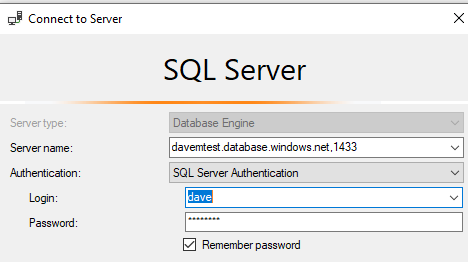 Connect to Server
SQL Server
Server type: Database Engine
Server name: davemtest.database.windows.net,1433
Authentication: SQL Server Authentication
Login: dave
Password: ********
Remember password